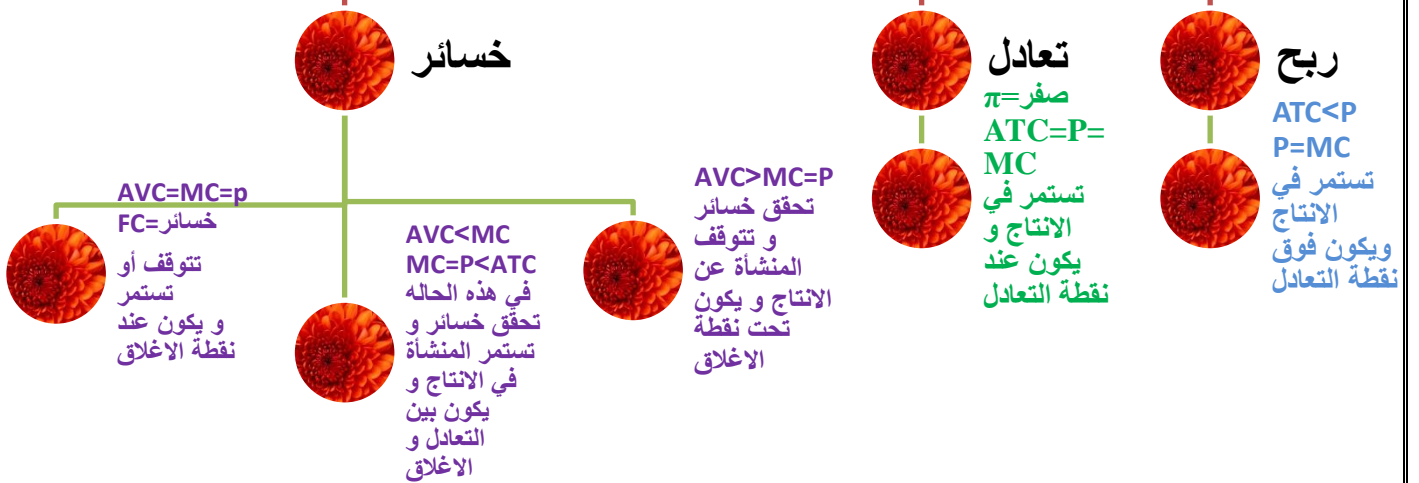 ربح
ATC<P
P=MC
تستمر في
الانتاج
ويكون فوق
نقطة التعادل
تعادل
π=صفر
ATC=P=
MC
تستمر في
الانتاج و
يكون عند
نقطة التعادل
خسائر
AVC>MC=P
تحقق خسائر
و تتوقف
المنشأة عن
الانتاج و يكون
تحت نقطة
الاغلاق
AVC<MC
MC=P<ATC
في هذه الحاله
تحقق خسائر و
تستمر المنشأة
في الانتاج و
يكون بين
التعادل و
الاغلاق
AVC=MC=p
خسائر=FC
تتوقف أو
تستمر
و يكون عند
نقطة الاغلاق